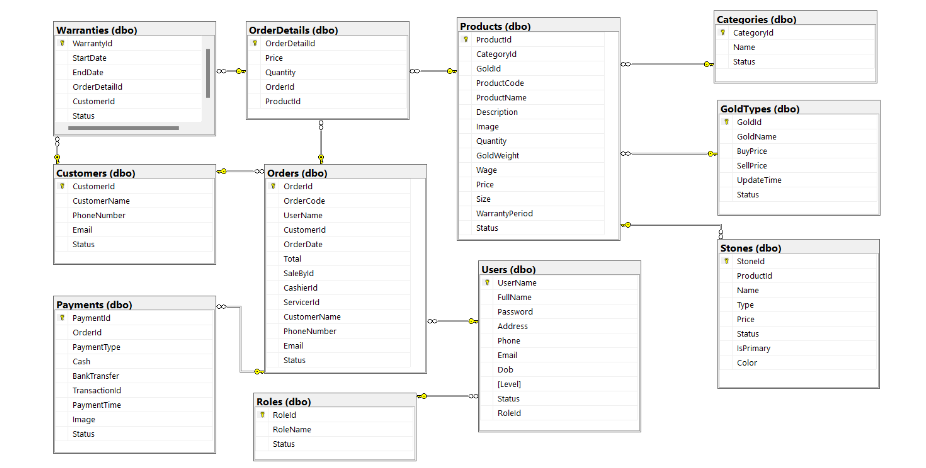 Warranties (dbo)
WarrantyId
StartDate
EndDate
OrderDetailId
CustomerId
Status
OrderDetails (dbo)
OrderDetailId
Price
Quantity
OrderId
ProductId
Products (dbo)
ProductId
CategoryId
GoldId
ProductCode
ProductName
Description
Image
Quantity
GoldWeight
Wage
Price
Size
WarrantyPeriod
Status
Categories (dbo)
CategoryId
Name
Status
GoldTypes (dbo)
GoldId
GoldName
BuyPrice
SellPrice
UpdateTime
Status
Customers (dbo)
CustomerId
CustomerName
PhoneNumber
Email
Status
Orders (dbo)
OrderId
OrderCode
UserName
CustomerId
OrderDate
Total
SaleById
CashierId
ServicerId
CustomerName
PhoneNumber
Email
Status
Stones (dbo)
StoneId
ProductId
Name
Type
Price
Status
IsPrimary
Color
Users (dbo)
UserName
FullName
Password
Address
Phone
Email
Dob
[Level]
Status
RoleId
Payments (dbo)
PaymentId
OrderId
PaymentType
Cash
BankTransfer
TransactionId
PaymentTime
Image
Status
Roles (dbo)
RoleId
RoleName
Status